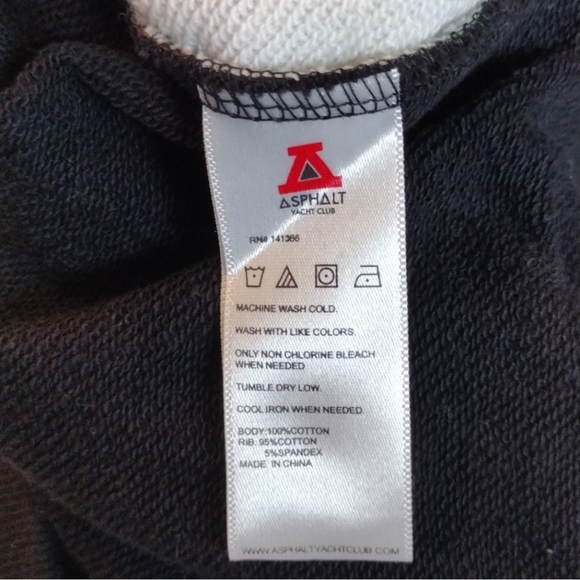 ASPHALT
YACHT CLUB
RN# 141366
MACHINE WASH COLD.
WASH WITH LIKE COLORS.
ONLY NON CHLORINE BLEACH
WHEN NEEDED
TUMBLE DRY LOW.
COOL IRON WHEN NEEDED.
BODY:100%COTTON
RIB: 95%COTTON
5%SPANDEX
MADE IN CHINA
WWW.ASPHALTYACHTCLUB.COM